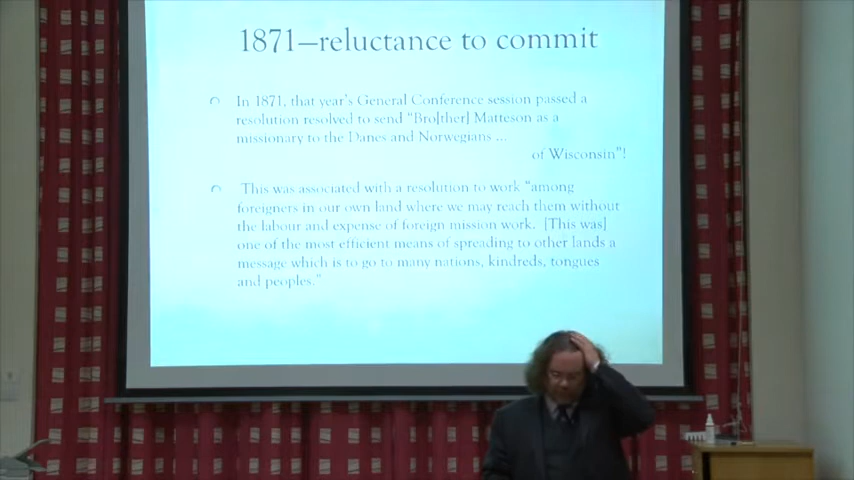 1871—reluctance to commit
In 1871, that year's General Conference session passed a
resolution resolved to send "Bro[ther] Matteson as a
missionary to the Danes and Norwegians ...
of Wisconsin"!
This was associated with a resolution to work "among
foreigners in our own land where we may reach them without
the labour and expense of foreign mission work. [This was]
one of the most efficient means of spreading to other lands a
message which is to go to many nations, kindreds, tongues
and peoples."